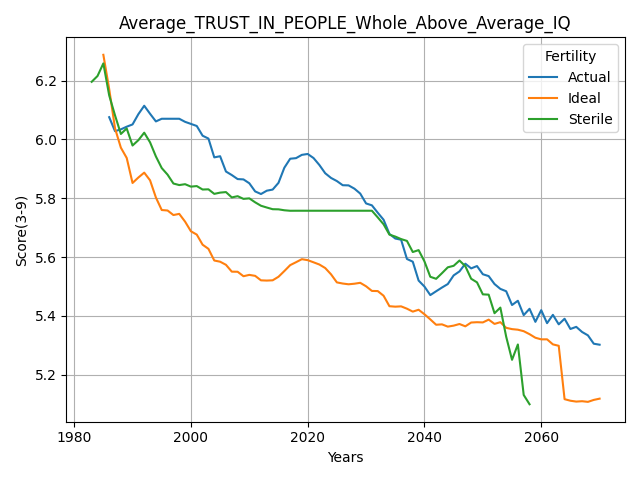 Average_TRUST_IN_PEOPLE_Whole_Above_Average_IQ
Fertility
Actual
Ideal
Sterile
Score(3-9)
6.2
6.0
5.8
5.6
5.4
5.2
1980
2000
2020
2040
2060
Years